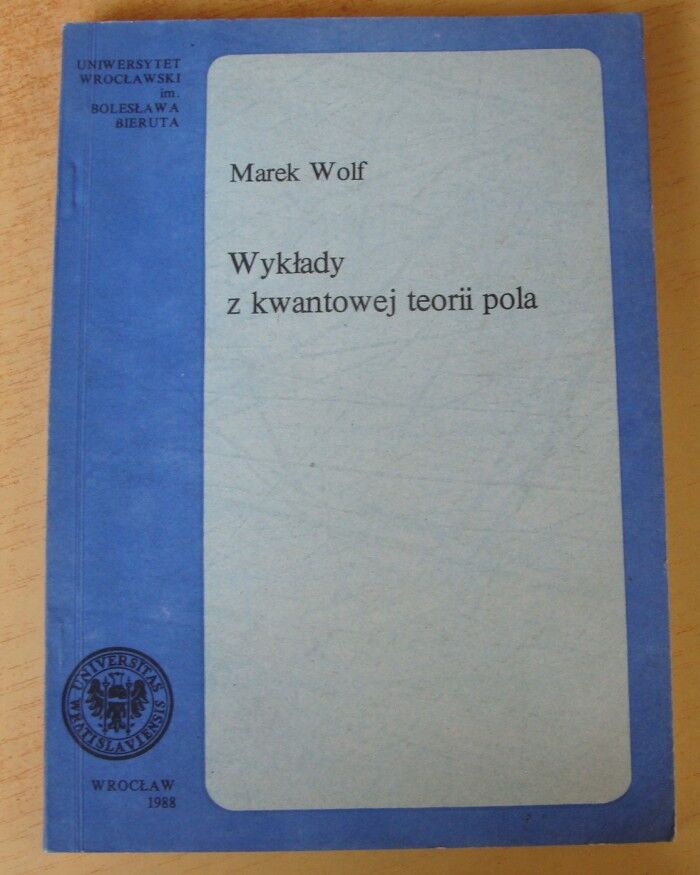 UNIWERSYTET
WROCŁAWSKI
im.
BOLESŁAWA
BIERUTA
Marek Wolf
Wykłady
z kwantowej teorii pola
UNIVERSITAS
WRATISLAVIENSIS
WROCŁAW
1988